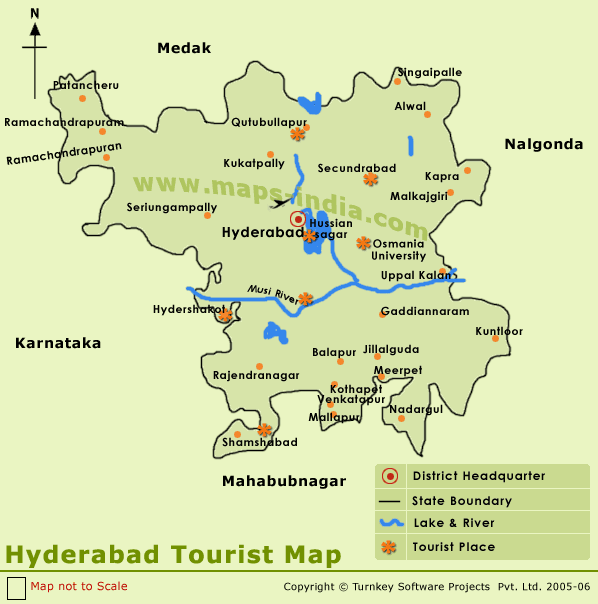 N
Medak
Singaipalle
Patancheru
Alwal
Qutubullapur
Ramachandrapuram
Nalgonda
Ramachandrapuran
Kukatpally
Secundrabad
Kapra
www.maps-india.com
Malkajgiri
Seriungampally
Hussian
sagar
Hyderabad
Osmania
University
Uppal Kalan
Musi River
Hydershakot
Gaddiannaram
Kuntloor
Karnataka
Balapur
Jillalguda
Rajendranagar
Meerpet
Kothapet
Venkatapur
Mallapur
Nadargul
Shamshabad
Mahabubnagar
District Headquarter
State Boundary
Lake & River
Tourist Place
Hyderabad Tourist Map
Map not to Scale
Copyright © Turnkey Software Projects Pvt. Ltd. 2005-06